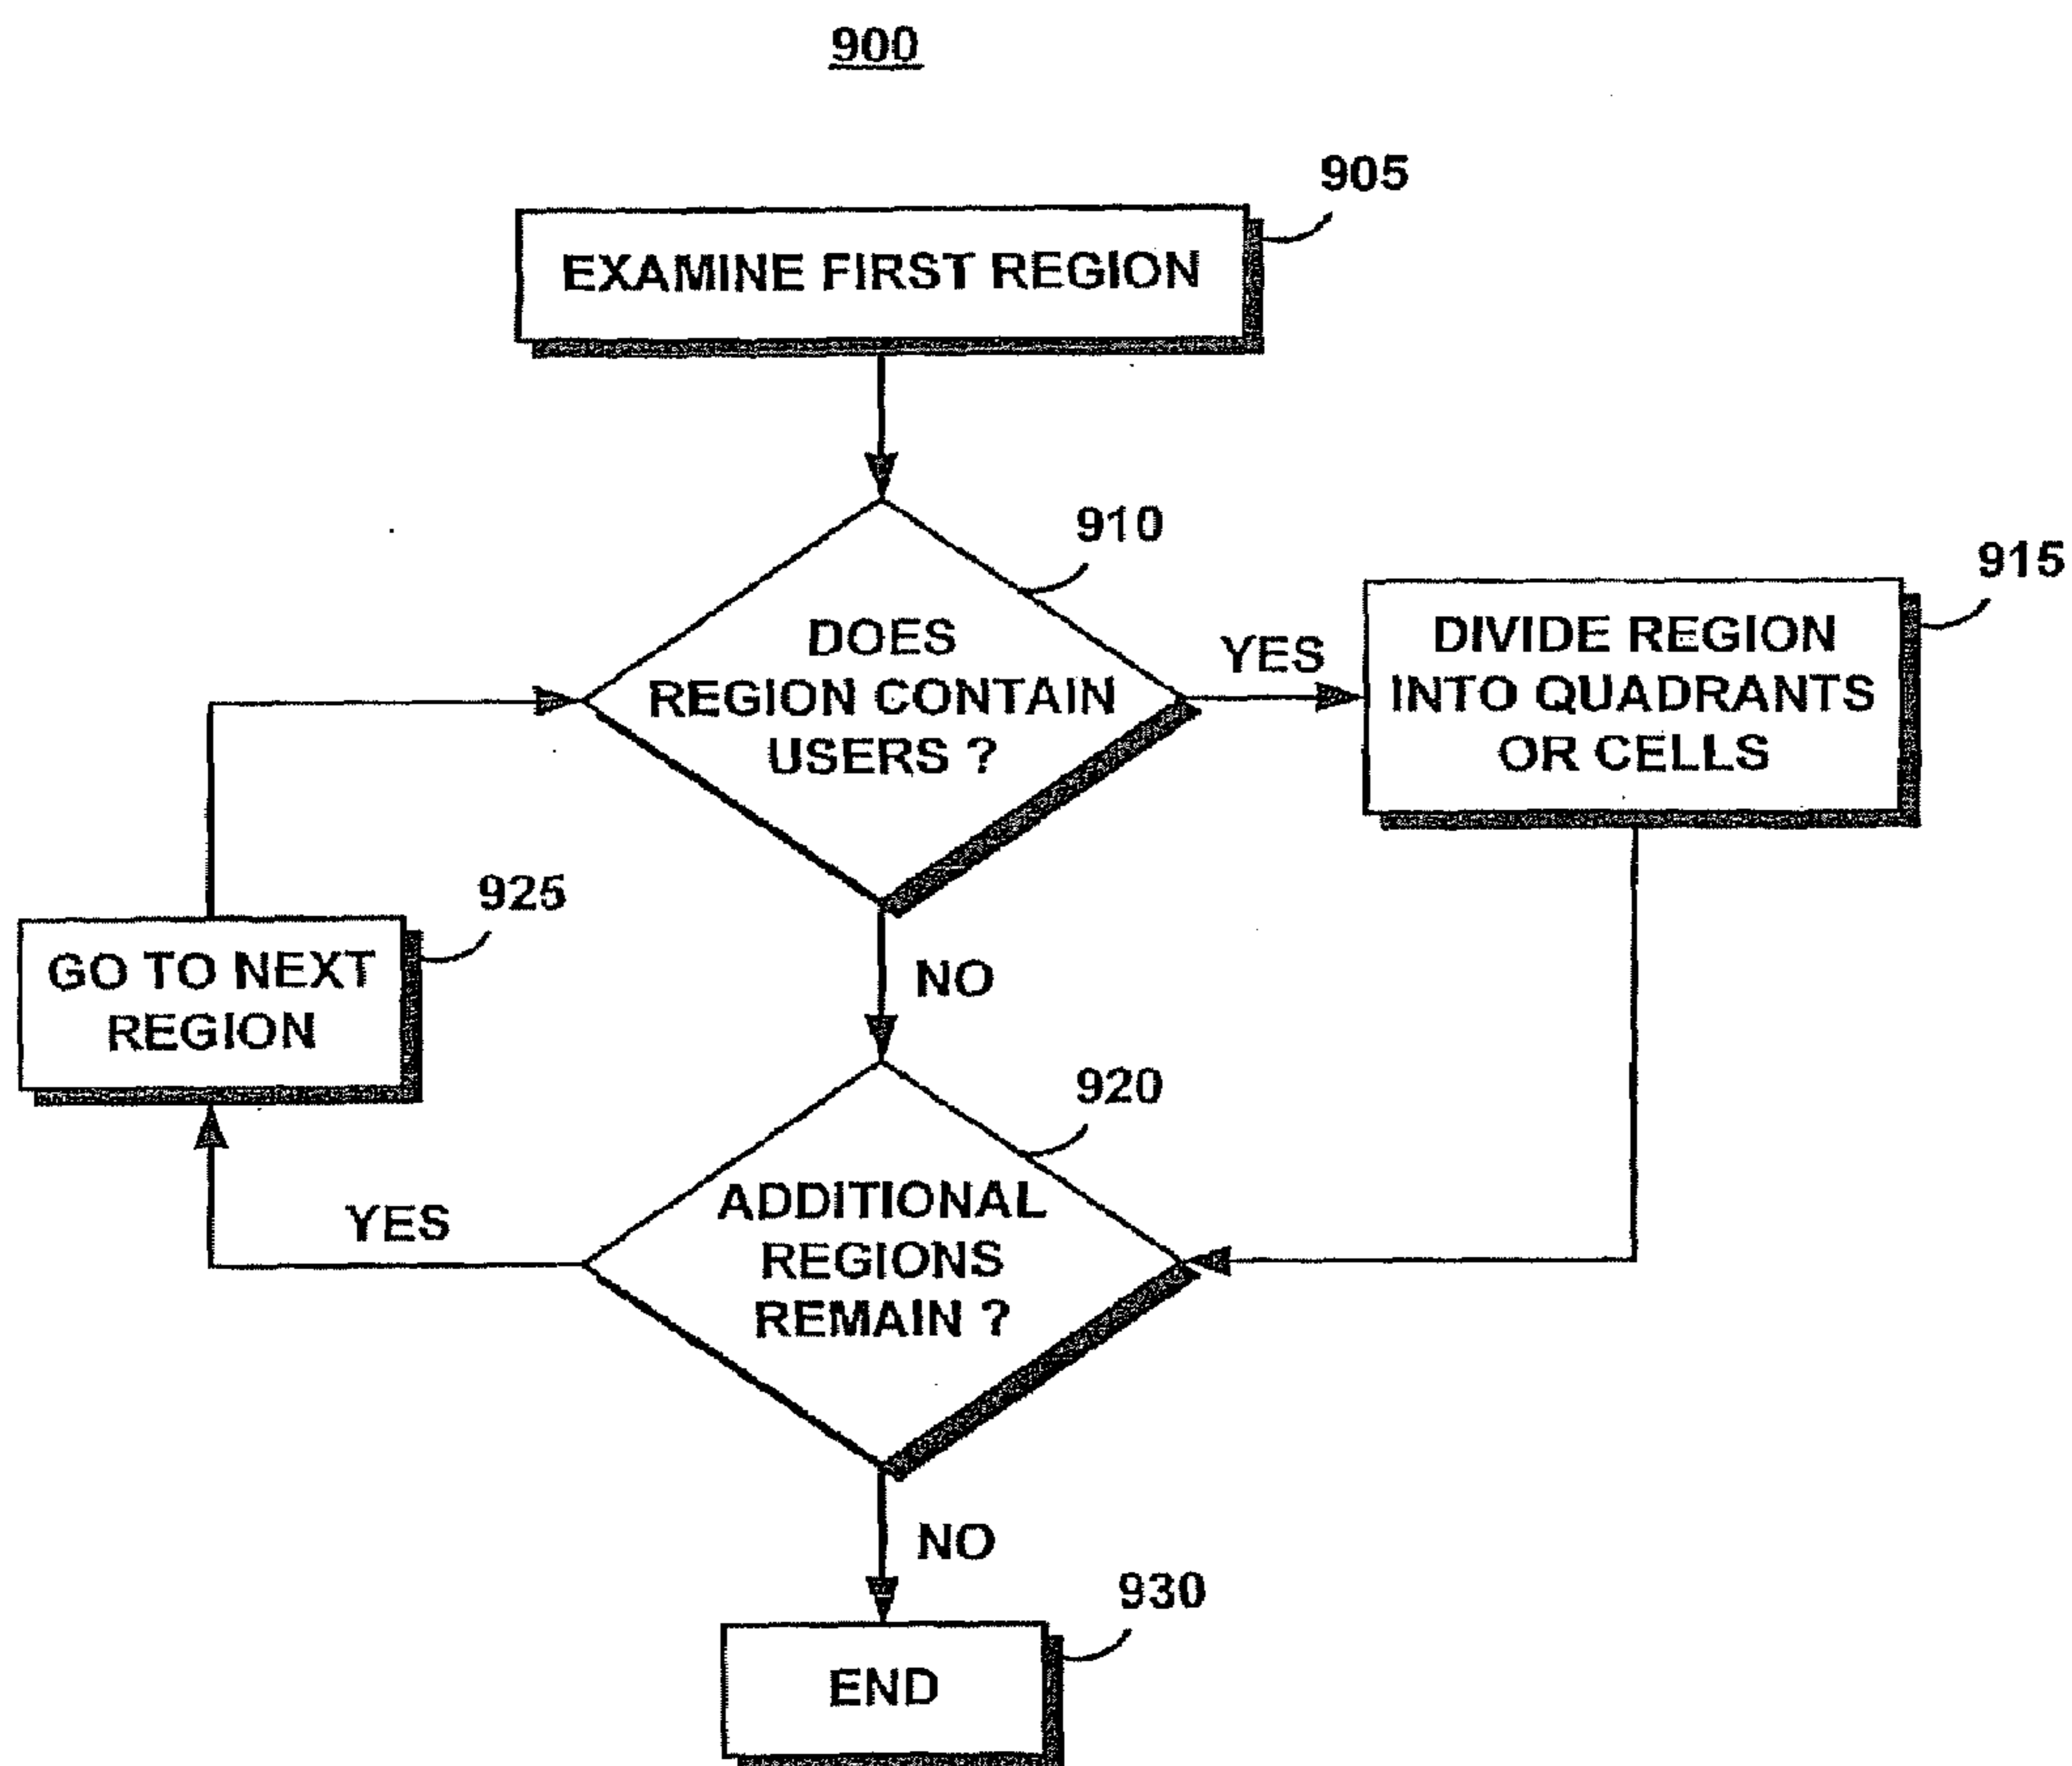 900
905
EXAMINE FIRST REGION
910
DOES
REGION CONTAIN
USERS ?
YES
915
DIVIDE REGION
INTO QUADRANTS
OR CELLS
925
GO TO NEXT
REGION
NO
920
ADDITIONAL
REGIONS
REMAIN ?
YES
NO
930
END